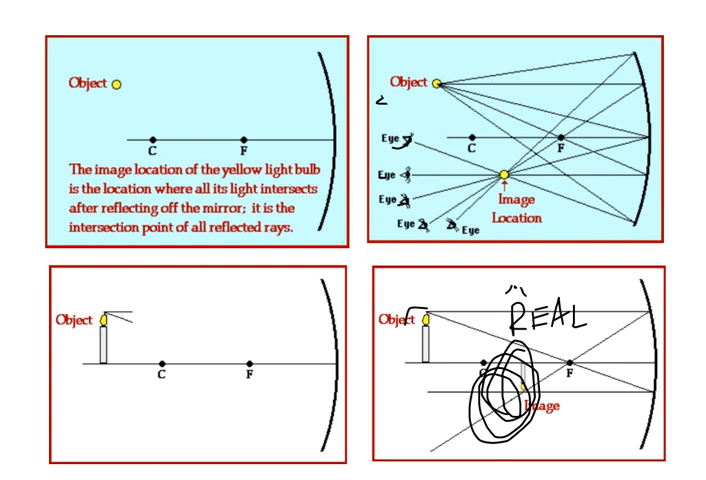 Object
C
F
The image location of the yellow light bulb
is the location where all its light intersects
after reflecting off the mirror; it is the
intersection point of all reflected rays.
Object
Eye
C
F
Eye
Image
Location
Eye
Eye
Eye
Object
C
F
REAL
Object
C
F
Image